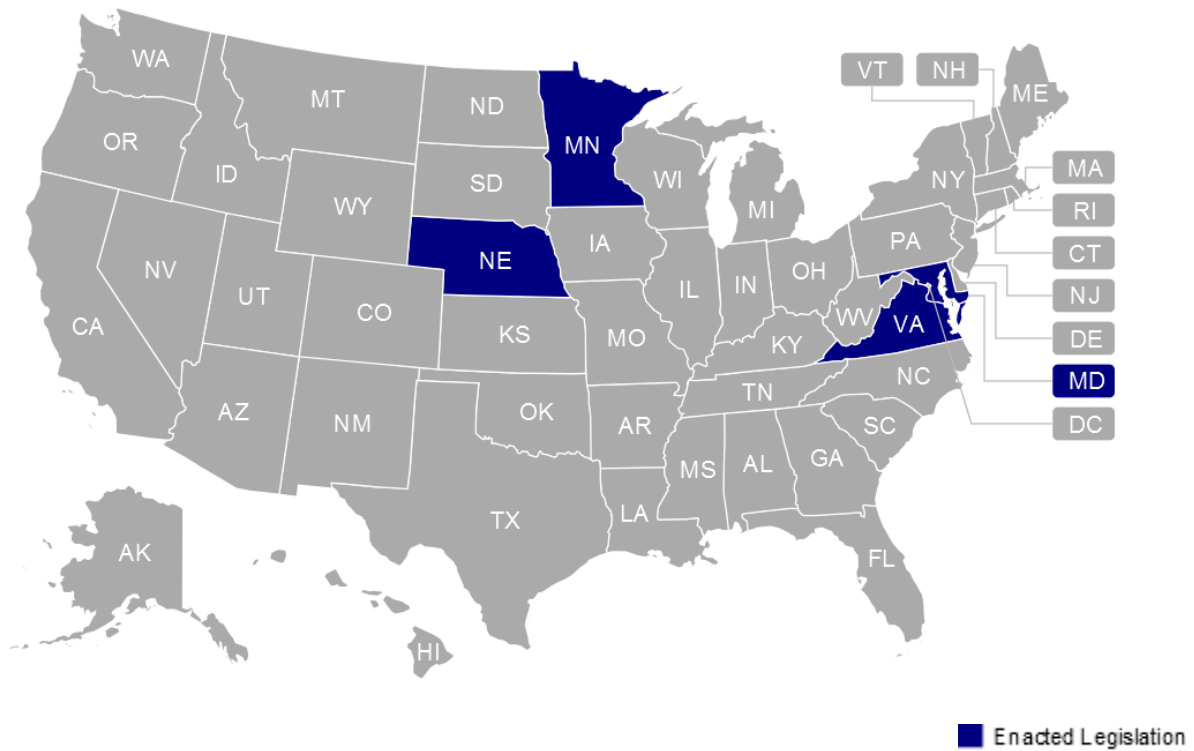 WA
VT
NH
MT
ND
ME
OR
MN
ID
SD
WI
NY
MA
WY
MI
RI
IA
PA
CT
NE
NV
OH
UT
IL
IN
NJ
CO
WV
VA
CA
KS
MO
KY
DE
NC
MD
TN
AZ
NM
OK
AR
SC
DC
MS
AL
GA
LA
TX
AK
FL
HI
Enacted Legislation